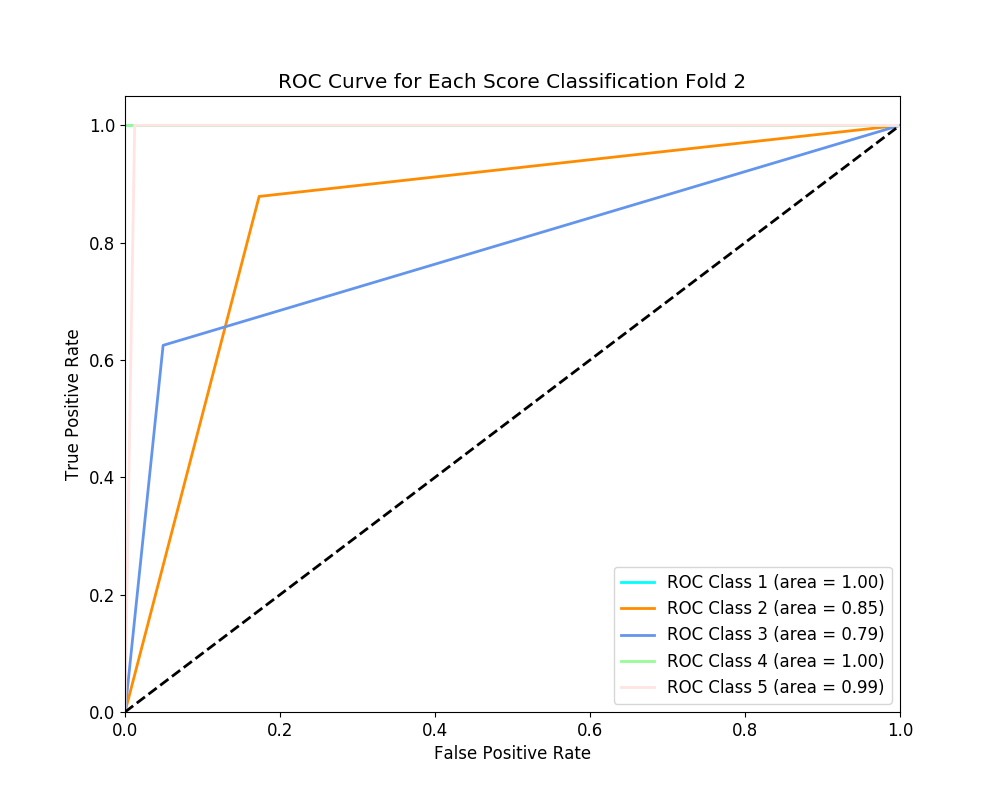 ROC Curve for Each Score Classification Fold 2
True Positive Rate
1.0
0.8
0.6
0.4
0.2
0.0
ROC Class 1 (area = 1.00)
ROC Class 2 (area = 0.85)
ROC Class 3 (area = 0.79)
ROC Class 4 (area = 1.00)
ROC Class 5 (area = 0.99)
0.0 0.2 0.4 0.6 0.8 1.0
False Positive Rate